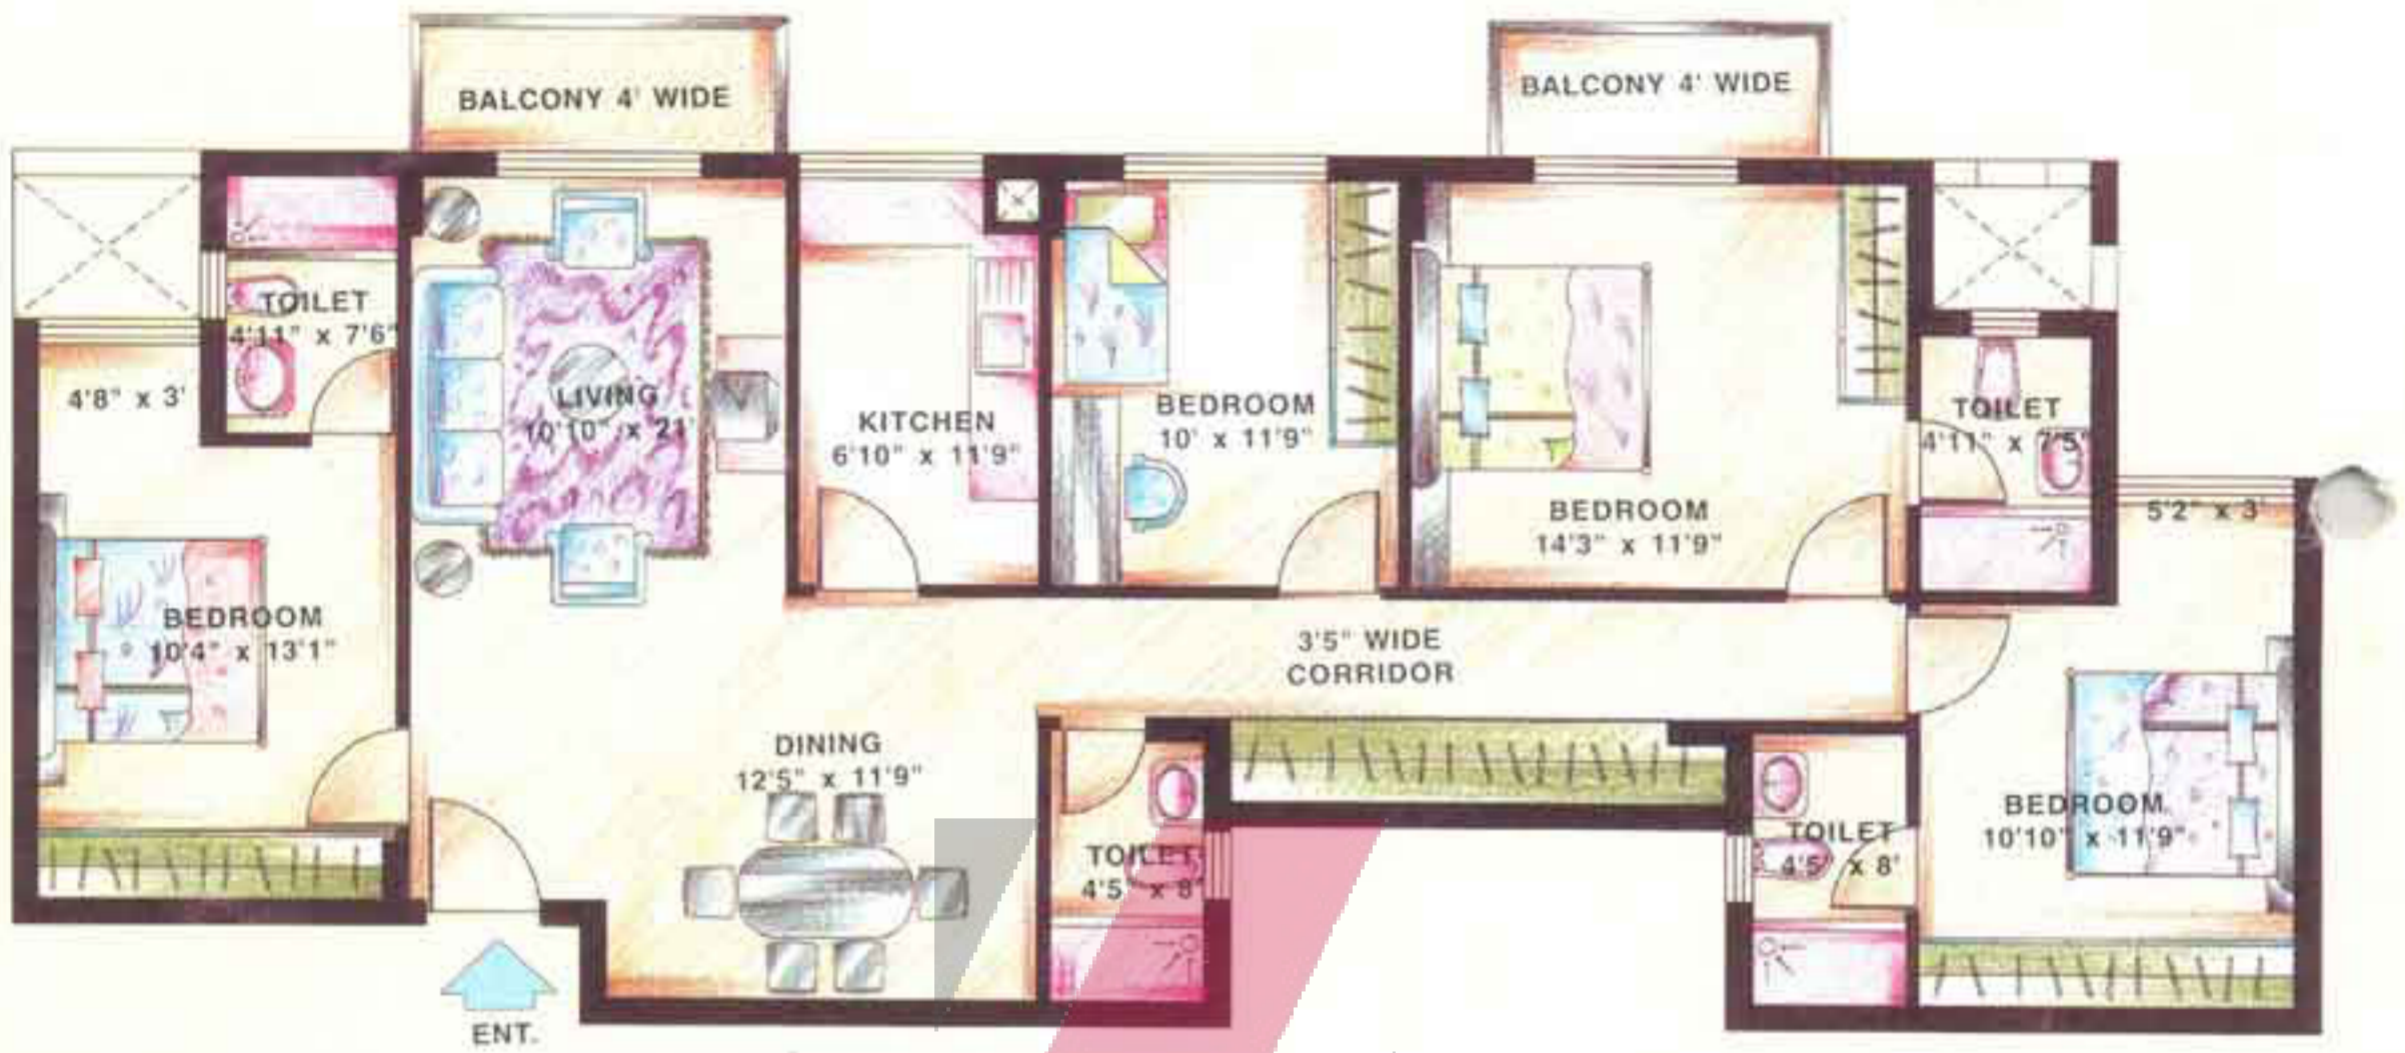 BALCONY 4' WIDE
BALCONY 4' WIDE
TOILET
4'11" x 7'6"
4'8" x 3'
LIVING
10'10" x 21'
KITCHEN
6'10" x 11'9"
BEDROOM
10' x 11'9"
BEDROOM
14'3" x 11'9"
TOILET
4'11" x 7'5"
5'2" x 3'
BEDROOM
10'4" x 13'1"
3'5" WIDE
CORRIDOR
DINING
12'5" x 11'9"
TOILET
4'5" x 8'
TOILET
4'5" x 8'
BEDROOM
10'10" x 11'9"
ENT.